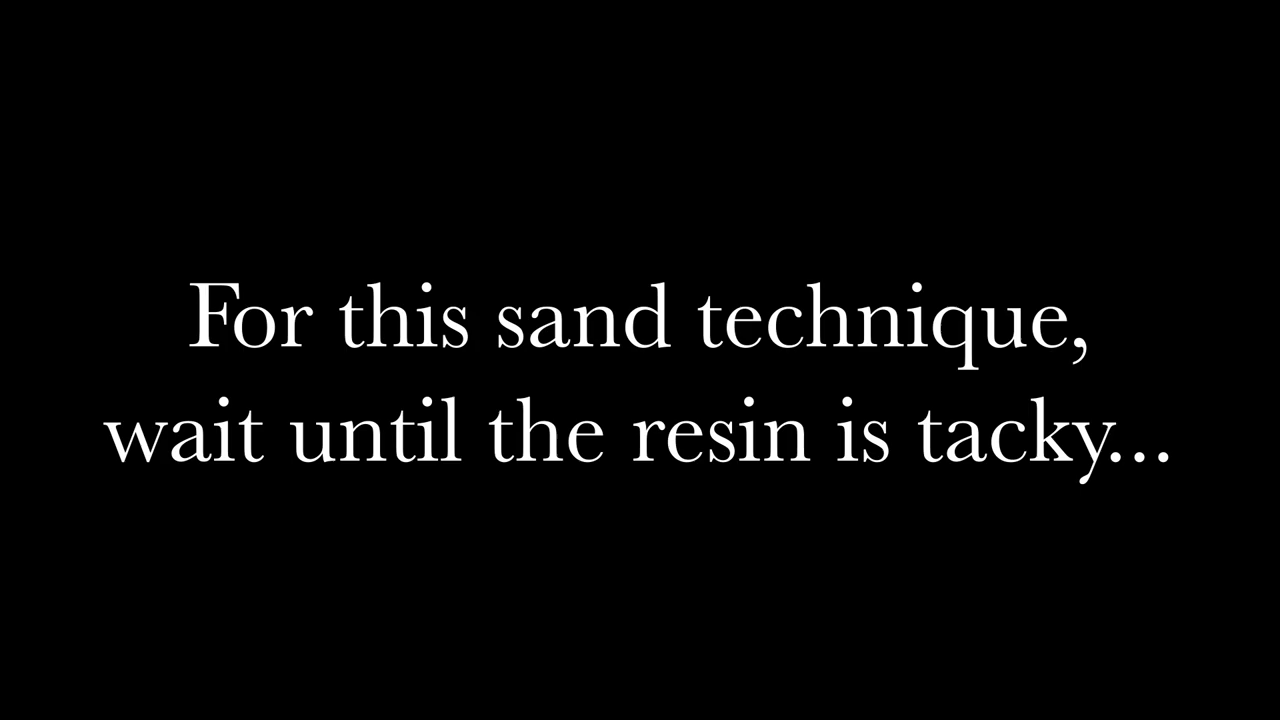 For this sand technique,
wait until the resin is tacky...